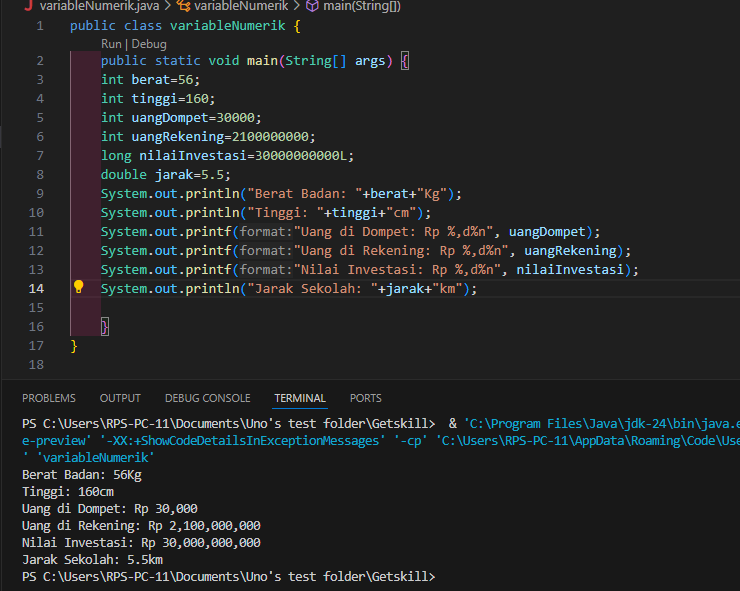 variableNumerik.java > variableNumerik > main(String[])
1 public class variableNumerik {
Run | Debug
2 public static void main(String[] args) {
3 int berat=56;
4 int tinggi=160;
5 int uangDompet=30000;
6 int uangRekening=2100000000;
7 long nilaiInvestasi=30000000000L;
8 double jarak=5.5;
9 System.out.println("Berat Badan: "+berat+"Kg");
10 System.out.println("Tinggi: "+tinggi+"cm");
11 System.out.printf(format:"Uang di Dompet: Rp %,d%n", uangDompet);
12 System.out.printf(format:"Uang di Rekening: Rp %,d%n", uangRekening);
13 System.out.printf(format:"Nilai Investasi: Rp %,d%n", nilaiInvestasi);
14 System.out.println("Jarak Sekolah: "+jarak+"km");
15
16 }
17 }
18
PROBLEMS OUTPUT DEBUG CONSOLE TERMINAL PORTS
PS C:\Users\RPS-PC-11\Documents\Uno's test folder\Getskill> & 'C:\Program Files\Java\jdk-24\bin\java.e
e-preview' '-XX:+ShowCodeDetailsInExceptionMessages' '-cp' 'C:\Users\RPS-PC-11\AppData\Roaming\Code\Use
' 'variableNumerik'
Berat Badan: 56Kg
Tinggi: 160cm
Uang di Dompet: Rp 30,000
Uang di Rekening: Rp 2,100,000,000
Nilai Investasi: Rp 30,000,000,000
Jarak Sekolah: 5.5km
PS C:\Users\RPS-PC-11\Documents\Uno's test folder\Getskill>